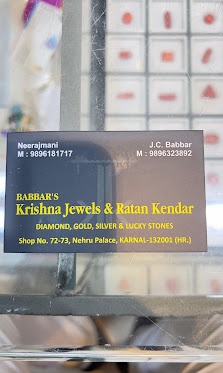 Neerajmani J.C. Babbar
M : 9896181717 M : 9896323892
BABBAR'S
Krishna Jewels & Ratan Kendar
DIAMOND, GOLD, SILVER & LUCKY STONES
Shop No. 72-73, Nehru Palace, KARNAL-132001 (HR.)